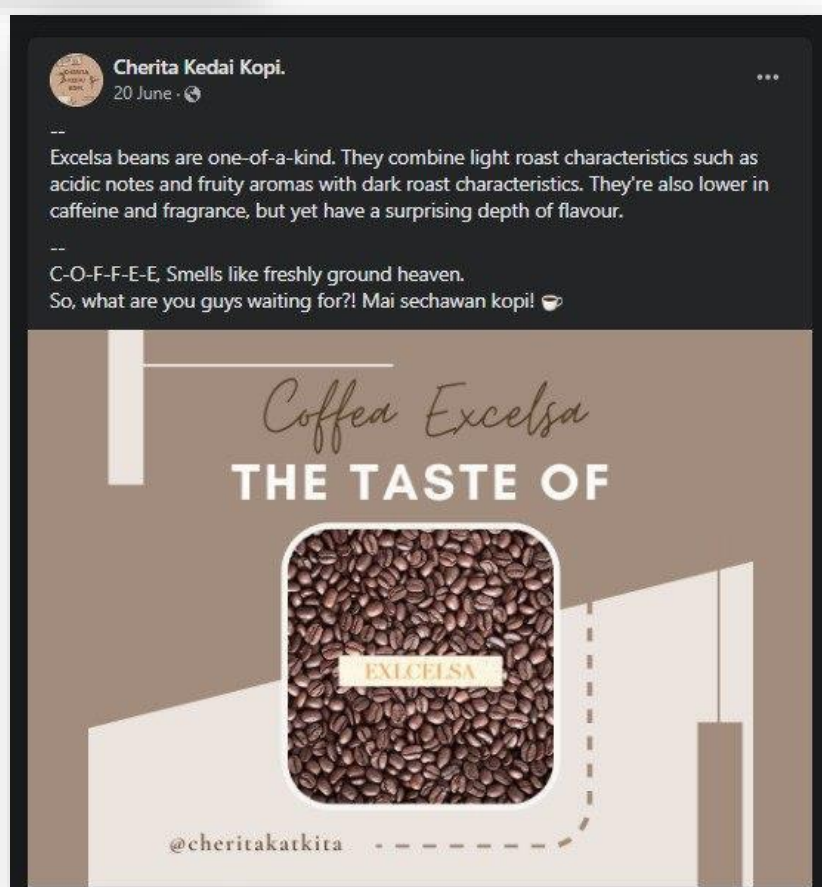 Cherita Kedai Kopi.
20 June ·
--
Excelsa beans are one-of-a-kind. They combine light roast characteristics such as
acidic notes and fruity aromas with dark roast characteristics. They're also lower in
caffeine and fragrance, but yet have a surprising depth of flavour.
--
C-O-F-F-E-E, Smells like freshly ground heaven.
So, what are you guys waiting for?! Mai sechawan kopi! ☕
Coffea Excelsa
THE TASTE OF
EXLCELSA
@cheritakatkita